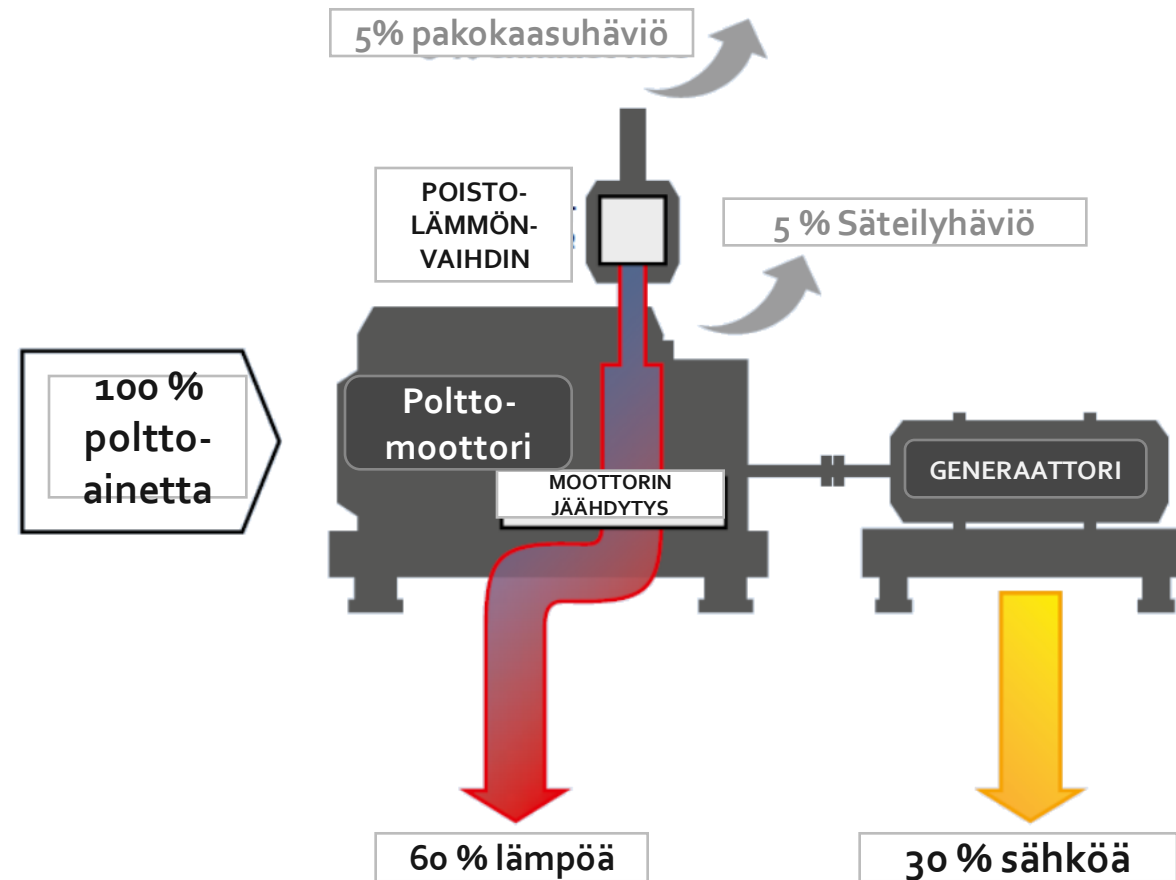 5% pakokaasuhäviö
POISTO-
LÄMMÖN-
VAIHDIN
5 % Säteilyhäviö
100 %
poltto-
ainetta
Poltto-
moottori
MOOTTORIN
JÄÄHDYTYS
GENERAATTORI
60 % lämpöä
30 % sähköä